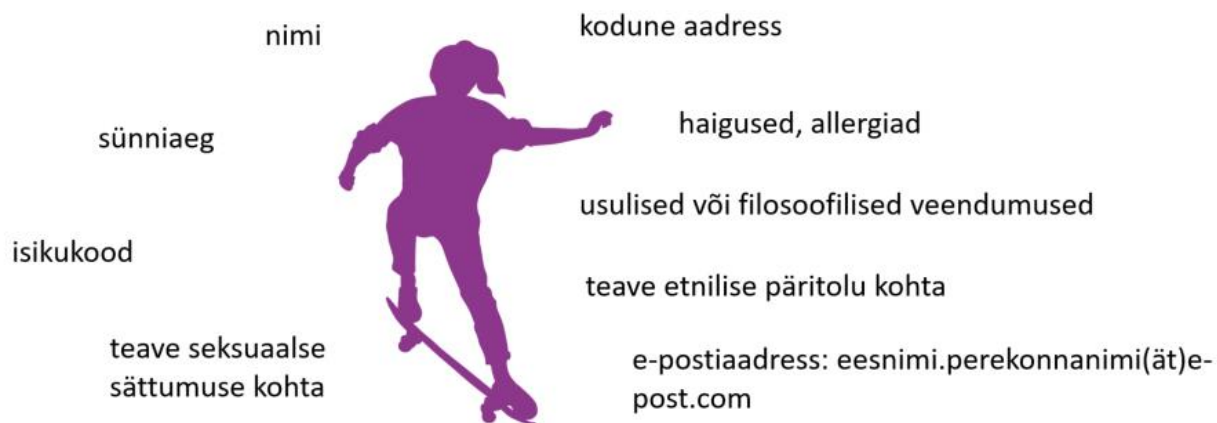 nimi
kodune aadress
sünniaeg
haigused, allergiad
usulised või filosoofilised veendumused
isikukood
teave etnilise päritolu kohta
teave seksuaalse
sättumuse kohta
e-postiaadress: eesnimi.perekonnanimi(ät)e-
post.com